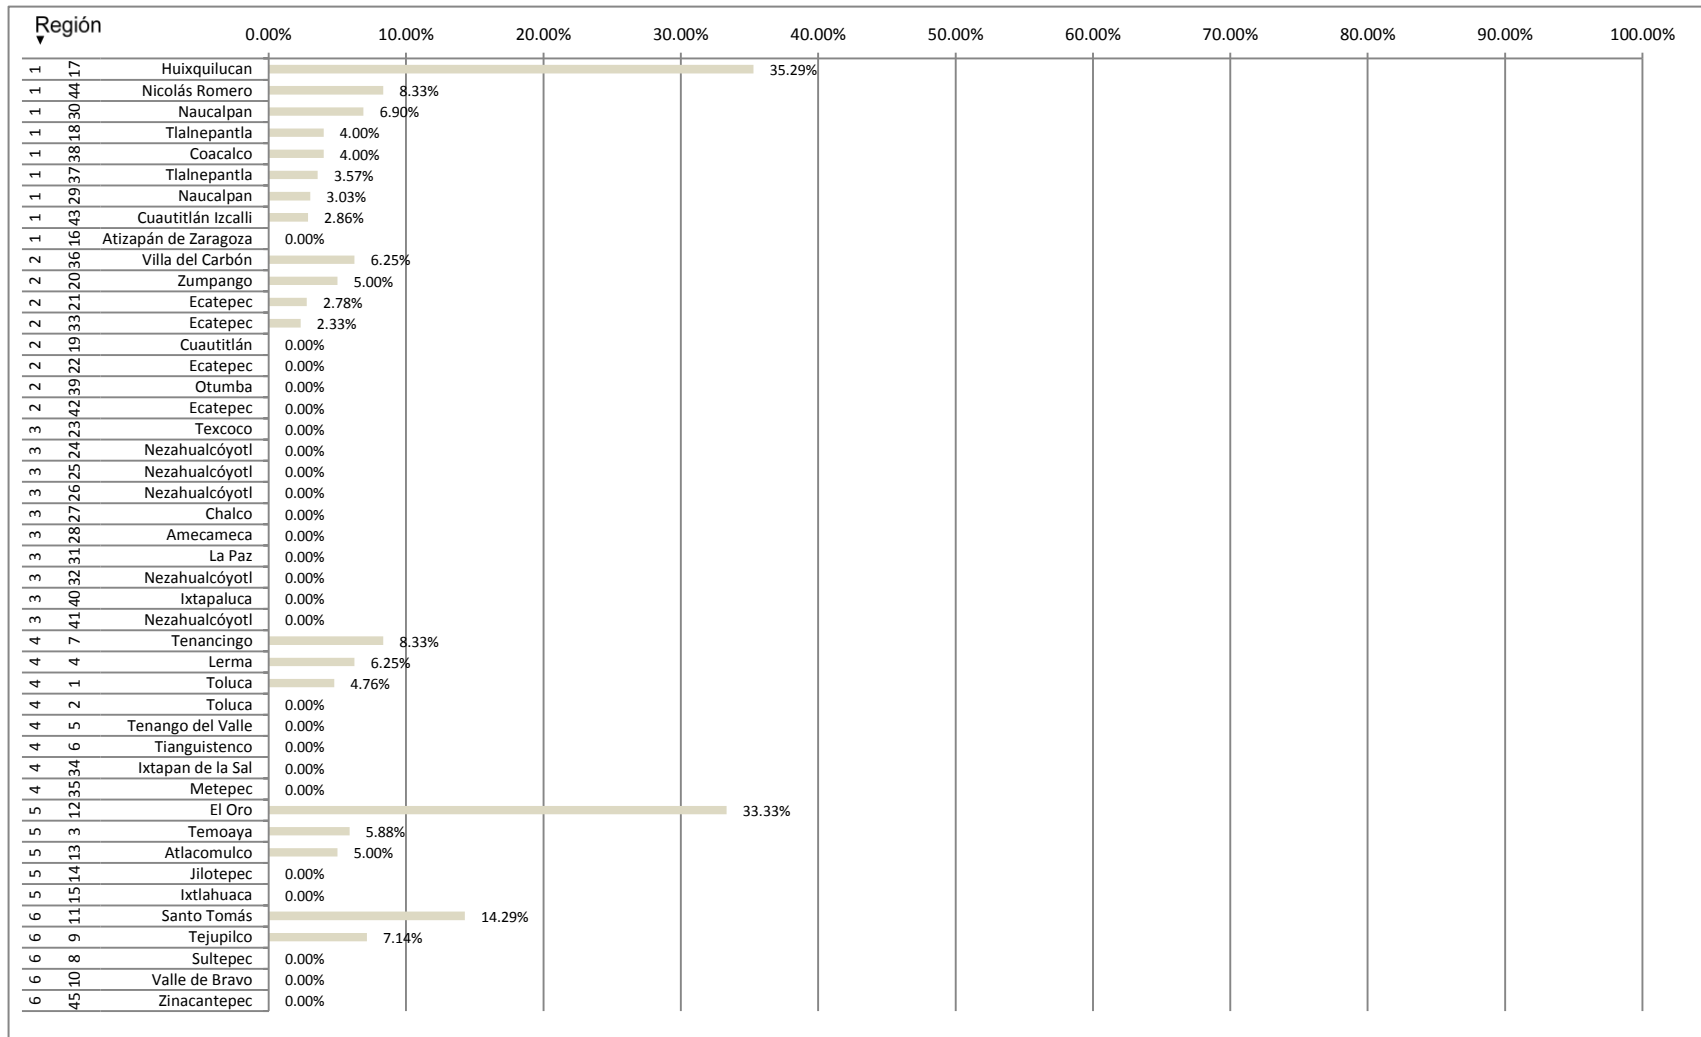 Región
▼
0.00% 10.00% 20.00% 30.00% 40.00% 50.00% 60.00% 70.00% 80.00% 90.00% 100.00%
1 17 Huixquilucan 35.29%
1 44 Nicolás Romero 8.33%
1 30 Naucalpan 6.90%
1 18 Tlalnepantla 4.00%
1 38 Coacalco 4.00%
1 37 Tlalnepantla 3.57%
1 29 Naucalpan 3.03%
1 43 Cuautitlán Izcalli 2.86%
1 16 Atizapán de Zaragoza 0.00%
2 36 Villa del Carbón 6.25%
2 20 Zumpango 5.00%
2 21 Ecatepec 2.78%
2 33 Ecatepec 2.33%
2 19 Cuautitlán 0.00%
2 22 Ecatepec 0.00%
2 39 Otumba 0.00%
2 42 Ecatepec 0.00%
3 23 Texcoco 0.00%
3 24 Nezahualcóyotl 0.00%
3 25 Nezahualcóyotl 0.00%
3 26 Nezahualcóyotl 0.00%
3 27 Chalco 0.00%
3 28 Amecameca 0.00%
3 31 La Paz 0.00%
3 32 Nezahualcóyotl 0.00%
3 40 Ixtapaluca 0.00%
3 41 Nezahualcóyotl 0.00%
4 7 Tenancingo 8.33%
4 4 Lerma 6.25%
4 1 Toluca 4.76%
4 2 Toluca 0.00%
4 5 Tenango del Valle 0.00%
4 6 Tianguistenco 0.00%
4 34 Ixtapan de la Sal 0.00%
4 35 Metepec 0.00%
5 12 El Oro 33.33%
5 3 Temoaya 5.88%
5 13 Atlacomulco 5.00%
5 14 Jilotepec 0.00%
5 15 Ixtlahuaca 0.00%
6 11 Santo Tomás 14.29%
6 9 Tejupilco 7.14%
6 8 Sultepec 0.00%
6 10 Valle de Bravo 0.00%
6 45 Zinacantepec 0.00%